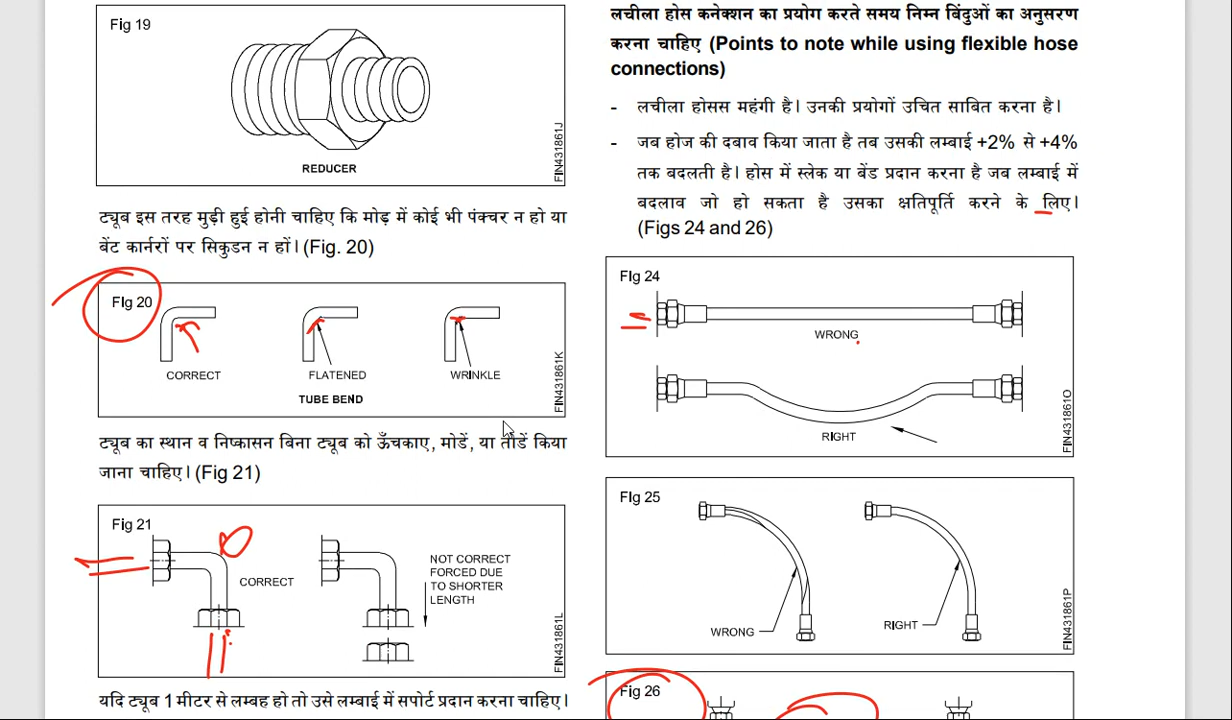 FIg 19
REDUCER
FIN431861J
ट्यूब इस तरह मुड़ी हुई होनी चाहिए कि मोड़ में कोई भी पंक्चर न हो या
बेंट कार्नरों पर सिकुडन न हों। (Fig. 20)
FIg 20
CORRECT
FLATENED
WRINKLE
TUBE BEND
FIN431861K
ट्यूब का स्थान व निष्कासन बिना ट्यूब को ऊँचकाए, मोडें, या तोडें किया
जाना चाहिए। (Fig 21)
FIg 21
CORRECT
NOT CORRECT
FORCED DUE
TO SHORTER
LENGTH
FIN431861L
यदि ट्यूब 1 मीटर से लम्बह हो तो उसे लम्बाई में सपोर्ट प्रदान करना चाहिए।
लचीला होस कनेक्शन का प्रयोग करते समय निम्न बिंदुओं का अनुसरण
करना चाहिए (Points to note while using flexible hose
connections)
- लचीला होसस महंगी है। उनकी प्रयोगों उचित साबित करना है।
- जब होज की दबाव किया जाता है तब उसकी लम्बाई +2% से +4%
तक बदलती है। होस में स्लेक या बेंड प्रदान करना है जब लम्बाई में
बदलाव जो हो सकता है उसका क्षतिपूर्ति करने के लिए।
(Figs 24 and 26)
FIg 24
WRONG
RIGHT
FIN431861O
FIg 25
WRONG
RIGHT
FIN431861P
Fig 26